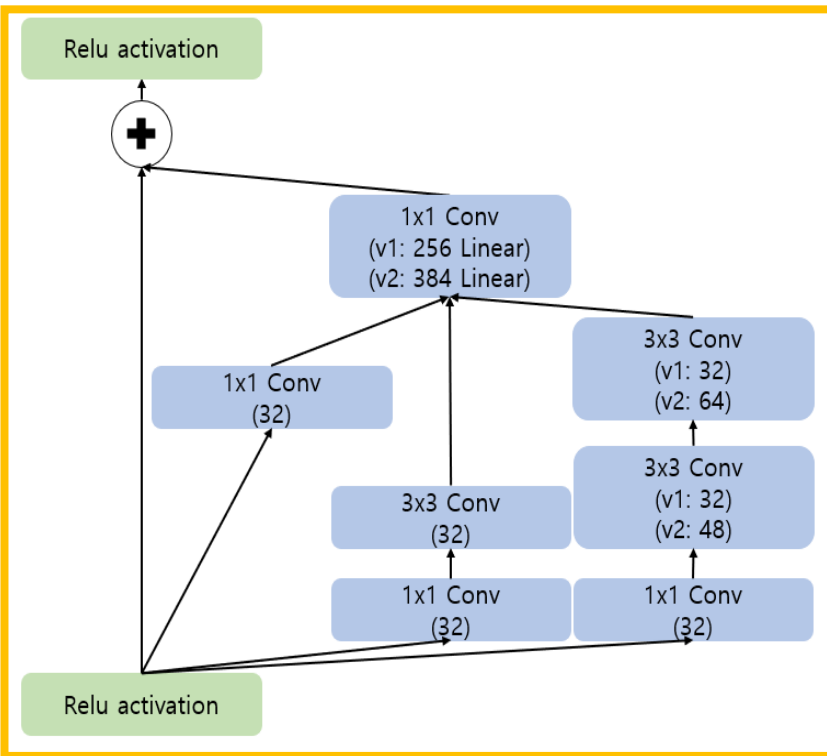 Relu activation
1x1 Conv
(v1: 256 Linear)
(v2: 384 Linear)
3x3 Conv
(v1: 32)
(v2: 64)
1x1 Conv
(32)
3x3 Conv
(v1: 32)
(v2: 48)
3x3 Conv
(32)
1x1 Conv
(32)
1x1 Conv
(32)
Relu activation